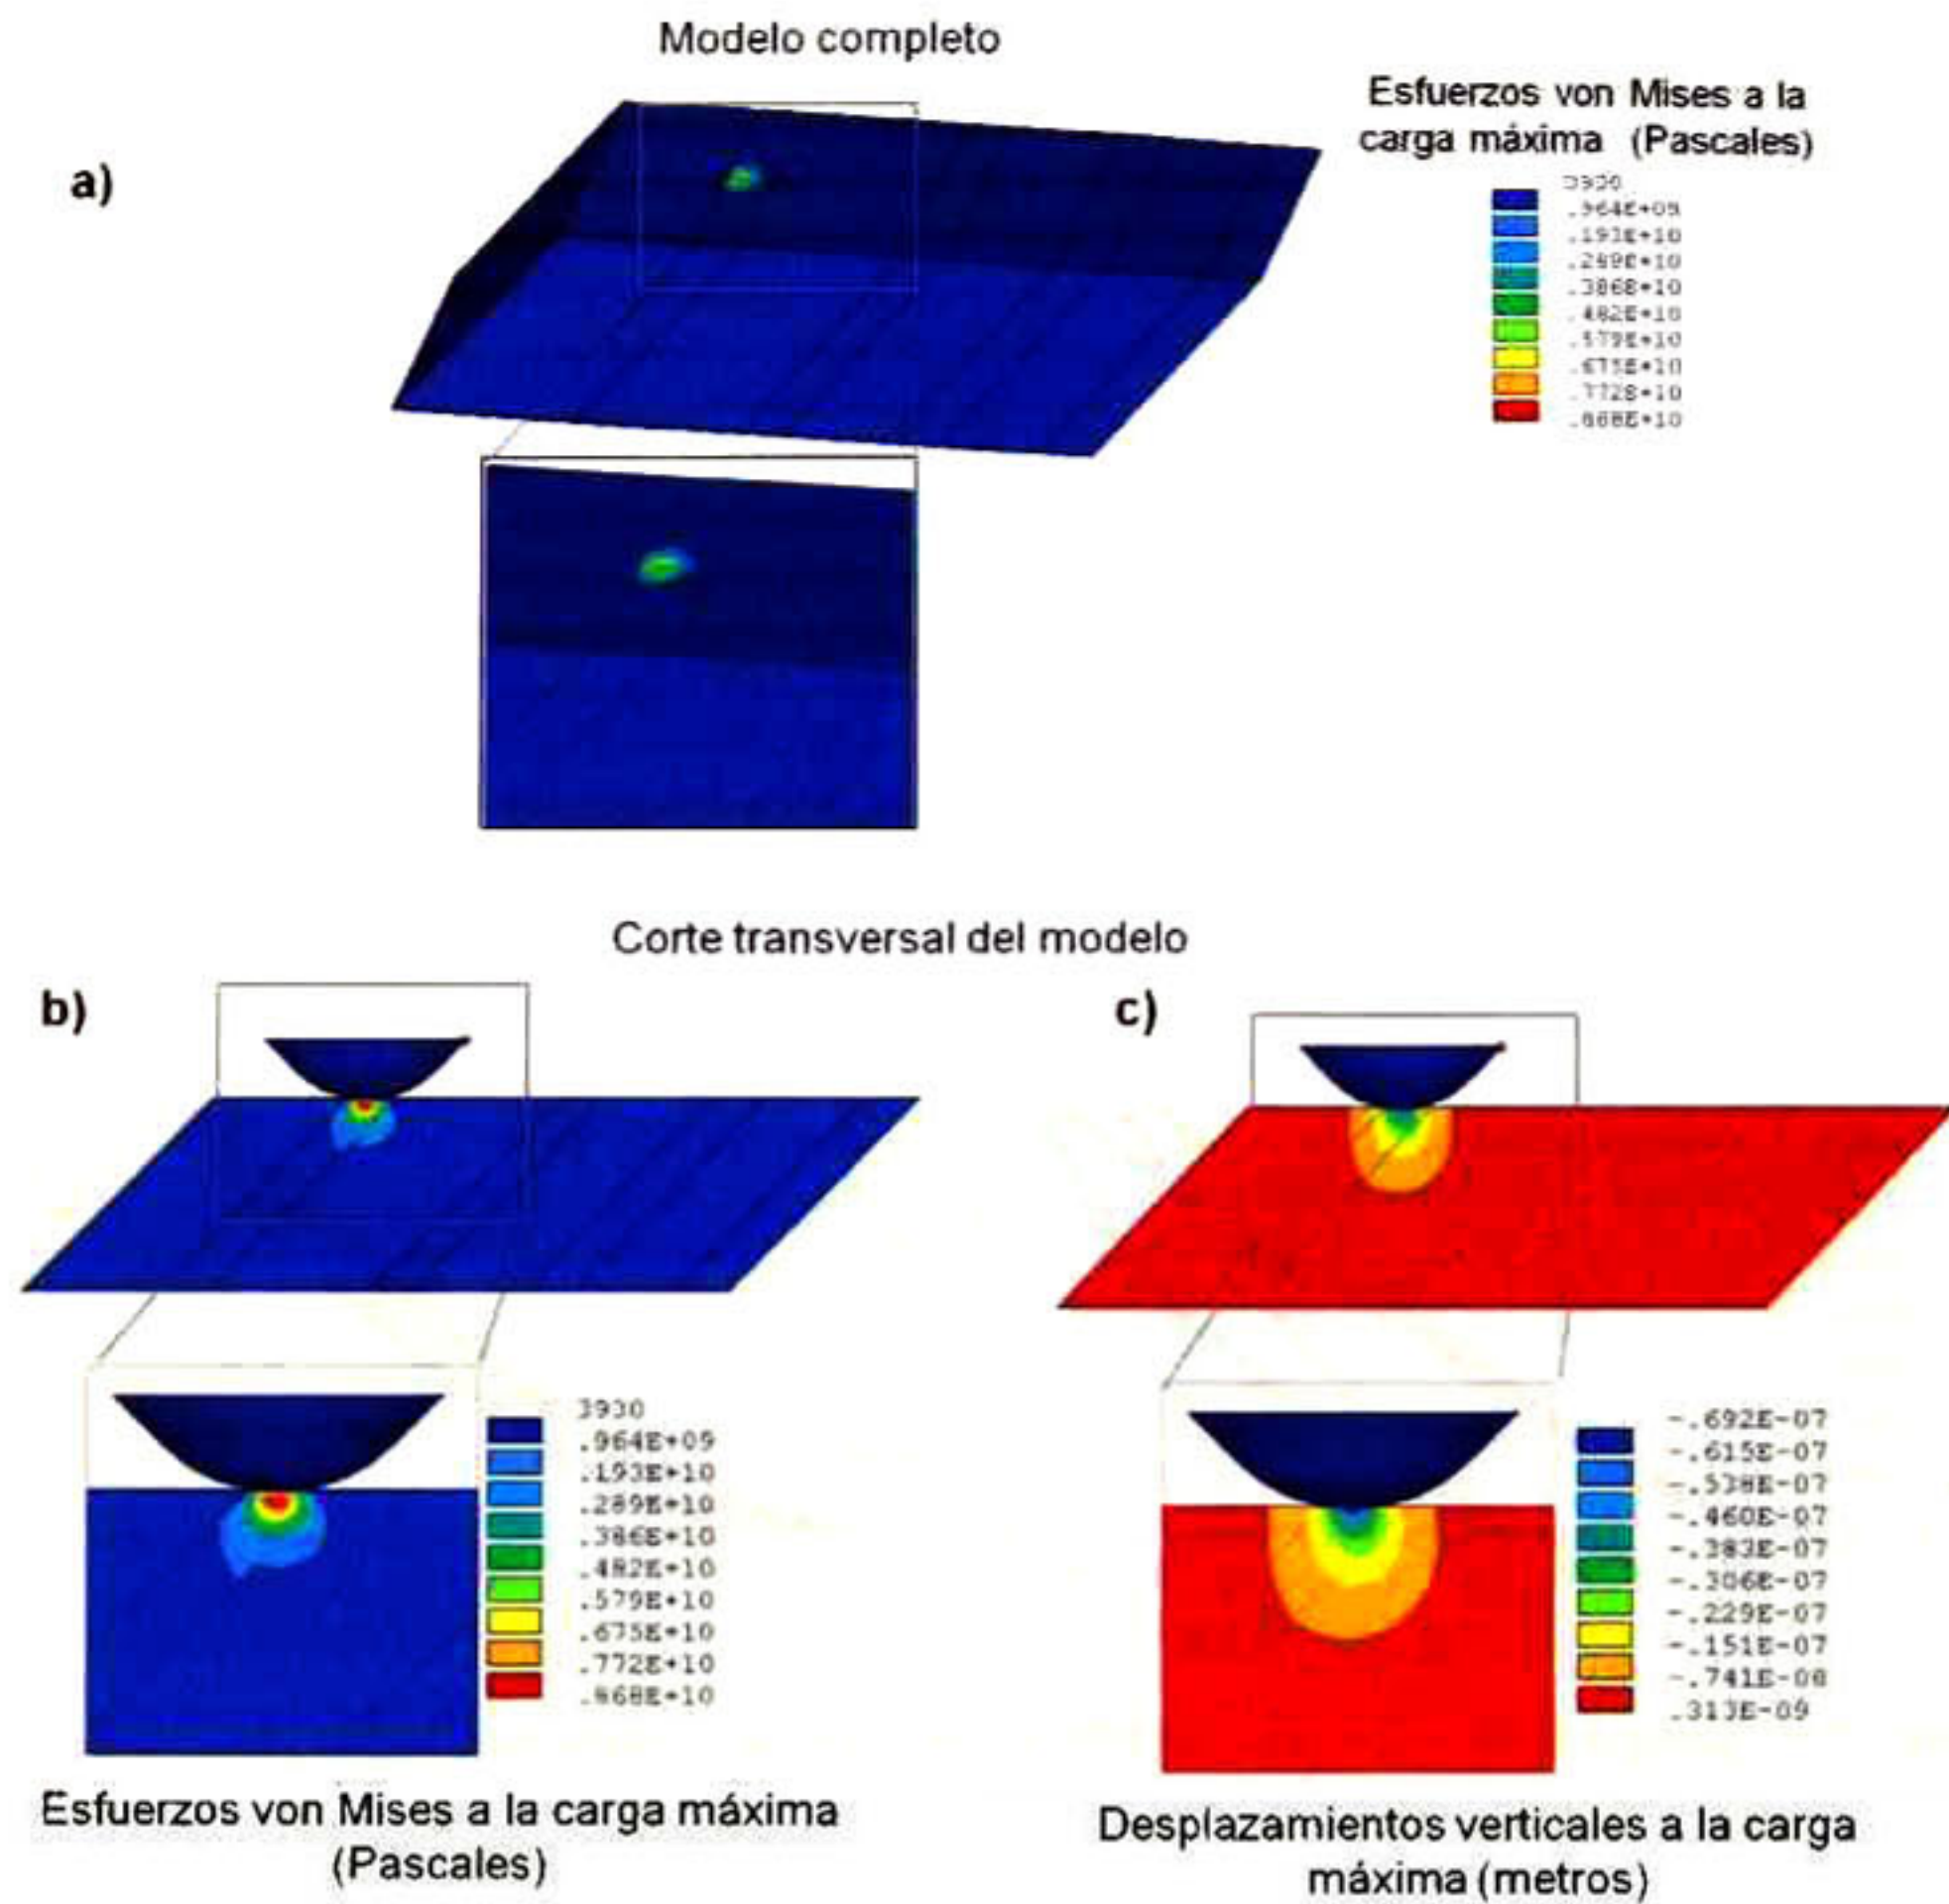 Modelo completo
Esfuerzos von Mises a la
carga máxima (Pascales)
a)
3930
.964E+09
.193E+10
.289E+10
.386E+10
.482E+10
.579E+10
.675E+10
.772E+10
.868E+10
Corte transversal del modelo
b)
3930
.964E+09
.193E+10
.289E+10
.386E+10
.482E+10
.579E+10
.675E+10
.772E+10
.868E+10
Esfuerzos von Mises a la carga máxima
(Pascales)
c)
-.692E-07
-.615E-07
-.538E-07
-.460E-07
-.383E-07
-.306E-07
-.229E-07
-.151E-07
-.741E-08
.313E-09
Desplazamientos verticales a la carga
máxima (metros)